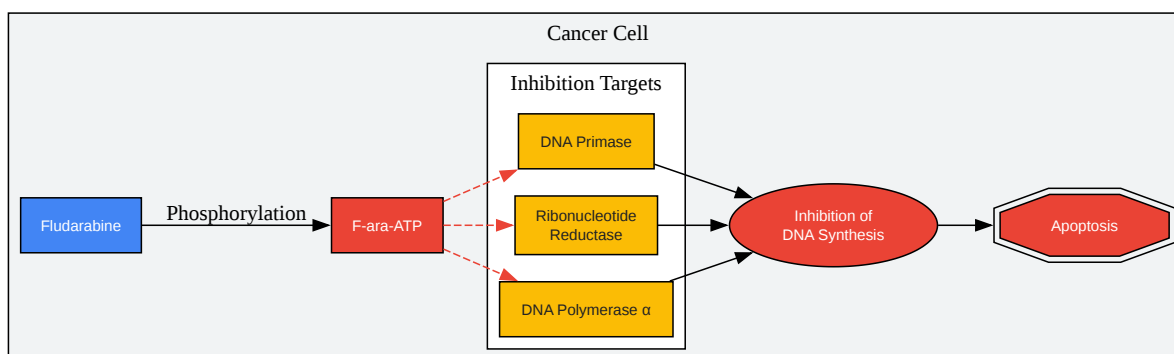 Cancer Cell
Inhibition Targets
DNA Primase
Fludarabine
Phosphorylation
F-ara-ATP
Ribonucleotide
Reductase
Inhibition of
DNA Synthesis
Apoptosis
DNA Polymerase α